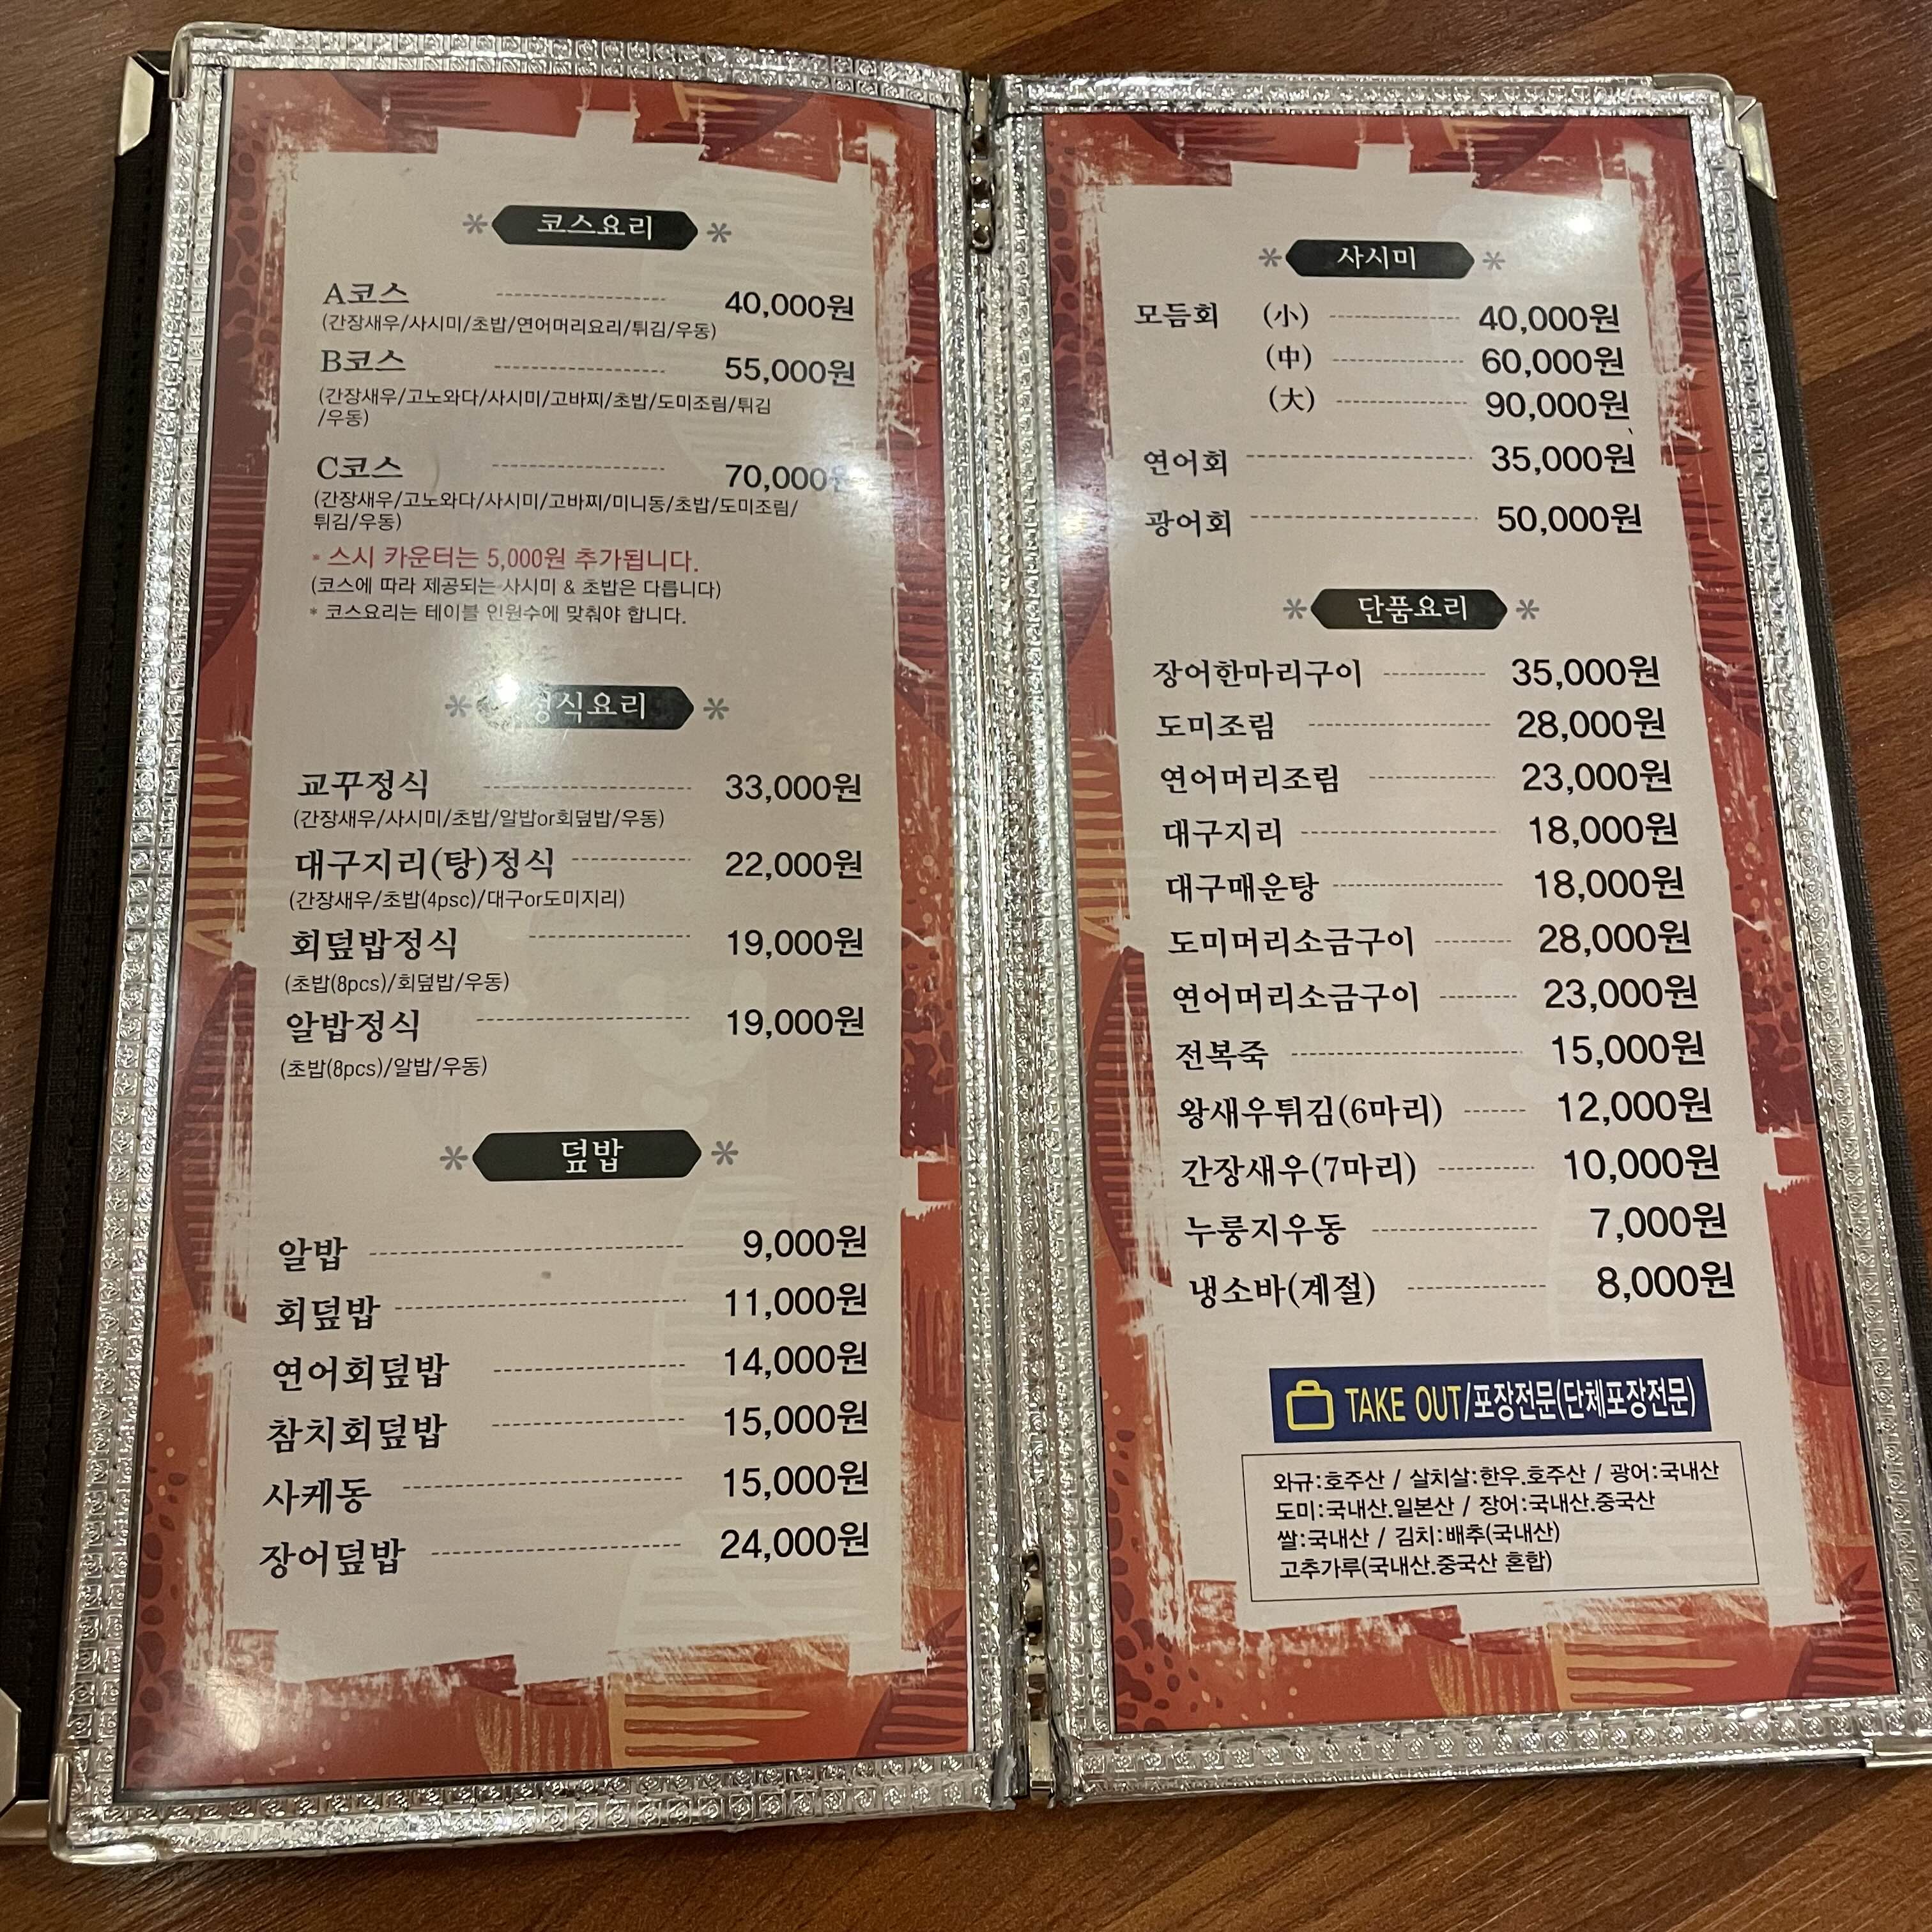 코스요리
A코스 40,000원
(간장새우/사시미/초밥/연어머리요리/튀김/우동)
B코스 55,000원
(간장새우/고노와다/사시미/고바찌/초밥/도미조림/튀김
/우동)
C코스 70,000원
(간장새우/고노와다/사시미/고바찌/미니동/초밥/도미조림/
튀김/우동)
* 스시 카운터는 5,000원 추가됩니다.
(코스에 따라 제공되는 사시미 & 초밥은 다릅니다)
* 코스요리는 테이블 인원수에 맞춰야 합니다.
정식요리
교꾸정식 33,000원
(간장새우/사시미/초밥/알밥or회덮밥/우동)
대구지리(탕)정식 22,000원
(간장새우/초밥(4psc)/대구or도미지리)
회덮밥정식 19,000원
(초밥(8pcs)/회덮밥/우동)
알밥정식 19,000원
(초밥(8pcs)/알밥/우동)
덮밥
알밥 9,000원
회덮밥 11,000원
연어회덮밥 14,000원
참치회덮밥 15,000원
사케동 15,000원
장어덮밥 24,000원
사시미
모듬회 (小) 40,000원
(中) 60,000원
(大) 90,000원
연어회 35,000원
광어회 50,000원
단품요리
장어한마리구이 35,000원
도미조림 28,000원
연어머리조림 23,000원
대구지리 18,000원
대구매운탕 18,000원
도미머리소금구이 28,000원
연어머리소금구이 23,000원
전복죽 15,000원
왕새우튀김(6마리) 12,000원
간장새우(7마리) 10,000원
누룽지우동 7,000원
냉소바(계절) 8,000원
TAKE OUT/포장전문(단체포장전문)
와규:호주산 / 살치살:한우.호주산 / 광어:국내산
도미:국내산.일본산 / 장어:국내산.중국산
쌀:국내산 / 김치:배추(국내산)
고추가루(국내산.중국산 혼합)